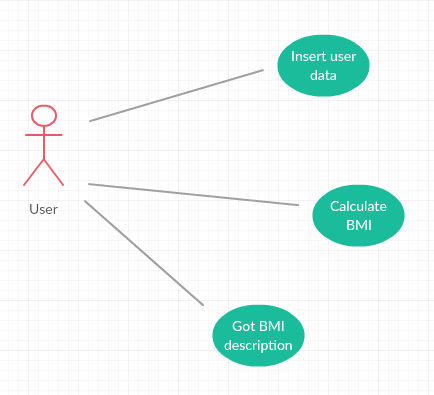 Insert user
data
User
Calculate
BMI
Got BMI
description